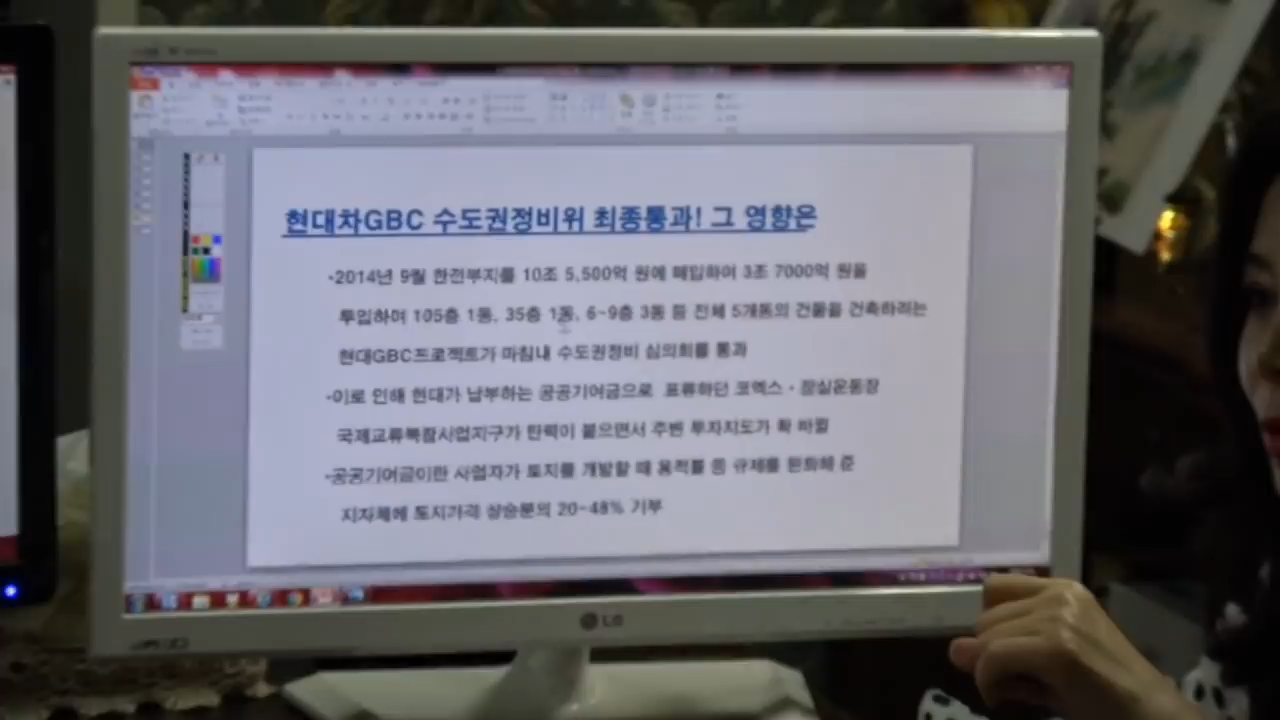 현대차GBC 수도권정비위 최종통과! 그 영향은
-2014년 9월 한전부지를 10조 5,500억 원에 매입하여 3조 7000억 원을
투입하여 105층 1동, 35층 1동, 6~9층 3동 등 전체 5개동의 건물을 건축하려는
현대GBC프로젝트가 마침내 수도권정비 심의회를 통과
-이로 인해 현대가 납부하는 공공기여금으로 표류하던 코엑스·잠실운동장
국제교류복합사업지구가 탄력이 붙으면서 주변 투자지도가 확 바뀜
-공공기여금이란 사업자가 토지를 개발할 때 용적률 등 규제를 완화해 준
지자체에 토지가격 상승분의 20~48% 기부
LG